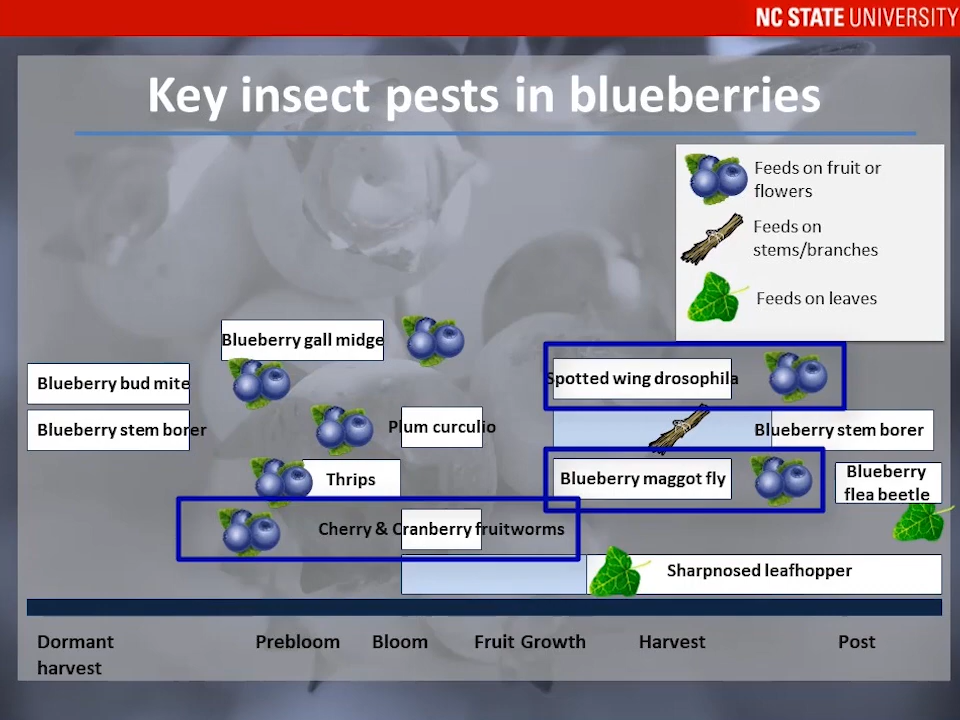 NC STATE UNIVERSITY
Key insect pests in blueberries
Feeds on fruit or
flowers
Feeds on
stems/branches
Feeds on leaves
Blueberry gall midge
Blueberry bud mite
Spotted wing drosophila
Blueberry stem borer
Plum curculio
Blueberry stem borer
Thrips
Blueberry maggot fly
Blueberry
flea beetle
Cherry & Cranberry fruitworms
Sharpnosed leafhopper
Dormant Prebloom Bloom Fruit Growth Harvest Post
harvest